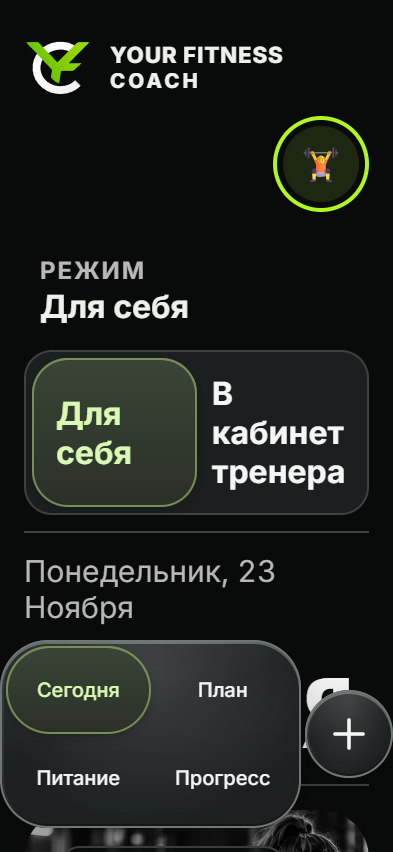 YOUR FITNESS
COACH
РЕЖИМ
Для себя
Для
себя
В
кабинет
тренера
Понедельник, 23
Ноября
Сегодня
План
Питание
Прогресс